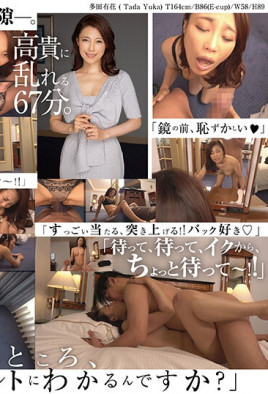 隙―。
多田有花 ( Tada Yuka) T164cm/B86(E-cup)/W58/H89
高貴に
乱れる
67分。
「鏡の前、恥ずかしい♥」
~!!」
「すっごい当たる、突き上げる!!バック好き♡」
「待って、待って、イクから、
ちょっと待って~!!」
ところ、
ントにわかるんですか?」